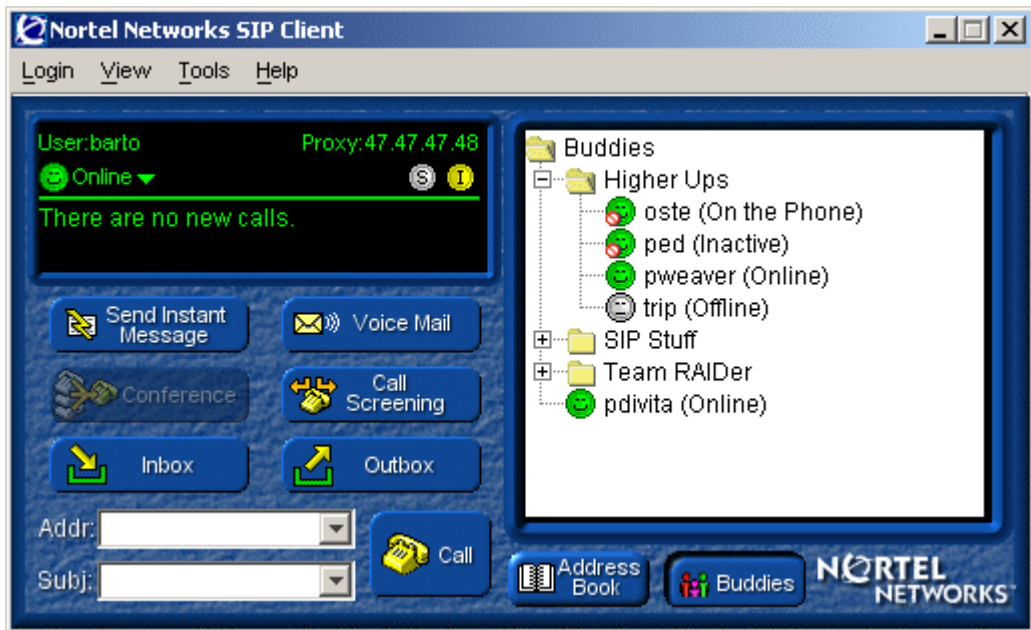 Nortel Networks SIP Client
Login View Tools Help
User:barto Proxy:47.47.47.48
Online S I
There are no new calls.
Send Instant
Message
Voice Mail
Conference
Call
Screening
Inbox
Outbox
Addr:
Subj:
Call
Buddies
Higher Ups
oste (On the Phone)
ped (Inactive)
pweaver (Online)
trip (Offline)
SIP Stuff
Team RAIDer
pdivita (Online)
Address
Book
Buddies
NORTEL
NETWORKS™